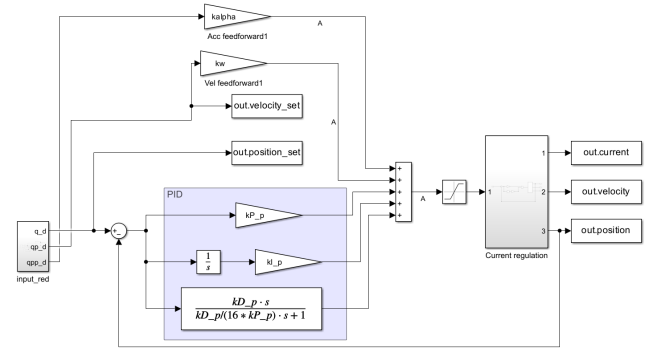 kalpha
A
Acc feedforward1
kw
Vel feedforward1
out.velocity_set
A
out.position_set
PID
kP_p
1
s
kI_p
kD_p · s
kD_p/(16 * kP_p) · s + 1
q_d
qp_d
qpp_d
input_red
+
_
+
+
+
+
+
A
1
1
2
3
Current regulation
out.current
out.velocity
out.position